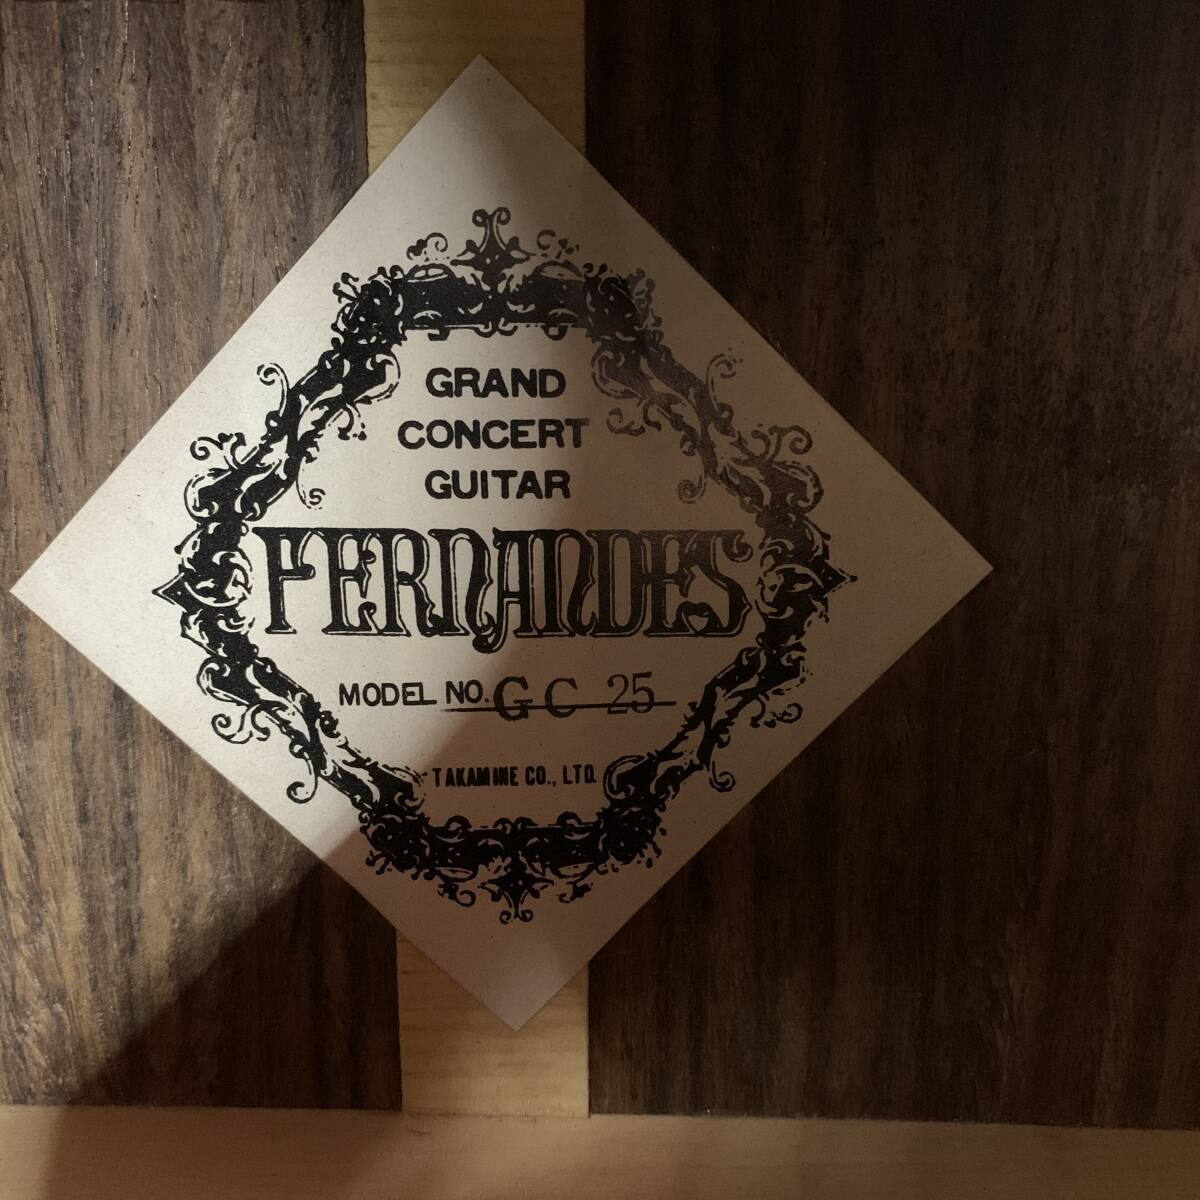 GRAND
CONCERT
GUITAR
FERNANDES
MODEL NO. GC 25
TAKAMINE CO., LTD.